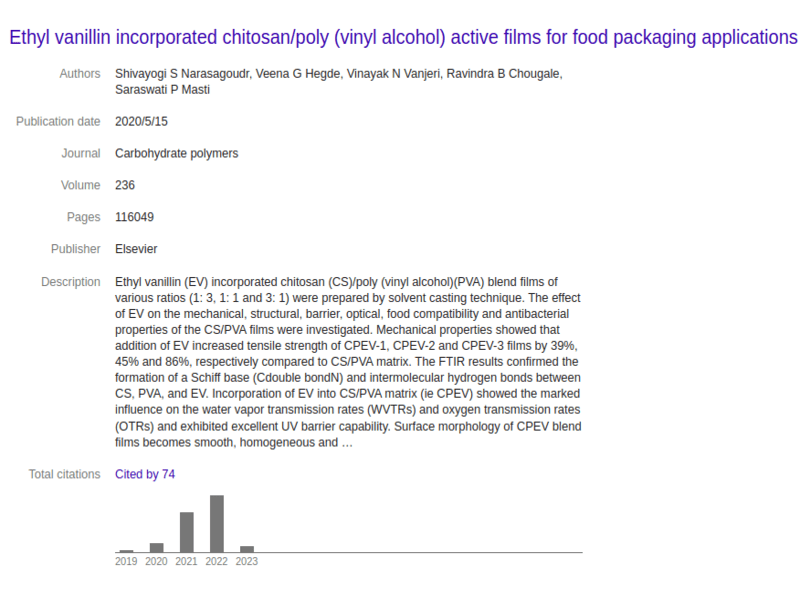 Ethyl vanillin incorporated chitosan/poly (vinyl alcohol) active films for food packaging applications
Authors Shivayogi S Narasagoudr, Veena G Hegde, Vinayak N Vanjeri, Ravindra B Chougale,
Saraswati P Masti
Publication date 2020/5/15
Journal Carbohydrate polymers
Volume 236
Pages 116049
Publisher Elsevier
Description Ethyl vanillin (EV) incorporated chitosan (CS)/poly (vinyl alcohol)(PVA) blend films of
various ratios (1: 3, 1: 1 and 3: 1) were prepared by solvent casting technique. The effect
of EV on the mechanical, structural, barrier, optical, food compatibility and antibacterial
properties of the CS/PVA films were investigated. Mechanical properties showed that
addition of EV increased tensile strength of CPEV-1, CPEV-2 and CPEV-3 films by 39%,
45% and 86%, respectively compared to CS/PVA matrix. The FTIR results confirmed the
formation of a Schiff base (Cdouble bondN) and intermolecular hydrogen bonds between
CS, PVA, and EV. Incorporation of EV into CS/PVA matrix (ie CPEV) showed the marked
influence on the water vapor transmission rates (WVTRs) and oxygen transmission rates
(OTRs) and exhibited excellent UV barrier capability. Surface morphology of CPEV blend
films becomes smooth, homogeneous and …
Total citations Cited by 74
2019 2020 2021 2022 2023